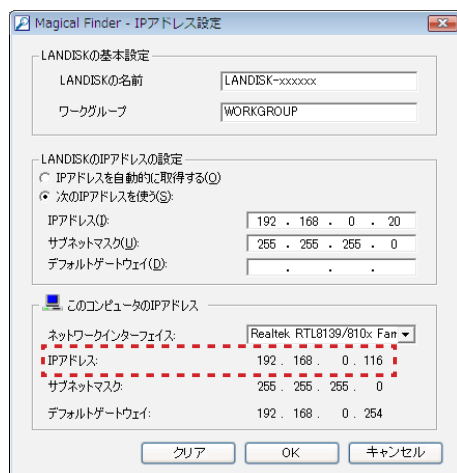 Magical Finder - IPアドレス設定
LANDISKの基本設定
LANDISKの名前 LANDISK-xxxxxx
ワークグループ WORKGROUP
LANDISKのIPアドレスの設定
IPアドレスを自動的に取得する(O)
次のIPアドレスを使う(S):
IPアドレス(I): 192 . 168 . 0 . 20
サブネットマスク(U): 255 . 255 . 255 . 0
デフォルトゲートウェイ(D): . . .
このコンピュータのIPアドレス
ネットワークインターフェイス: Realtek RTL8139/810x Fan
IPアドレス: 192 . 168 . 0 . 116
サブネットマスク: 255 . 255 . 255 . 0
デフォルトゲートウェイ: 192 . 168 . 0 . 254
クリア OK キャンセル